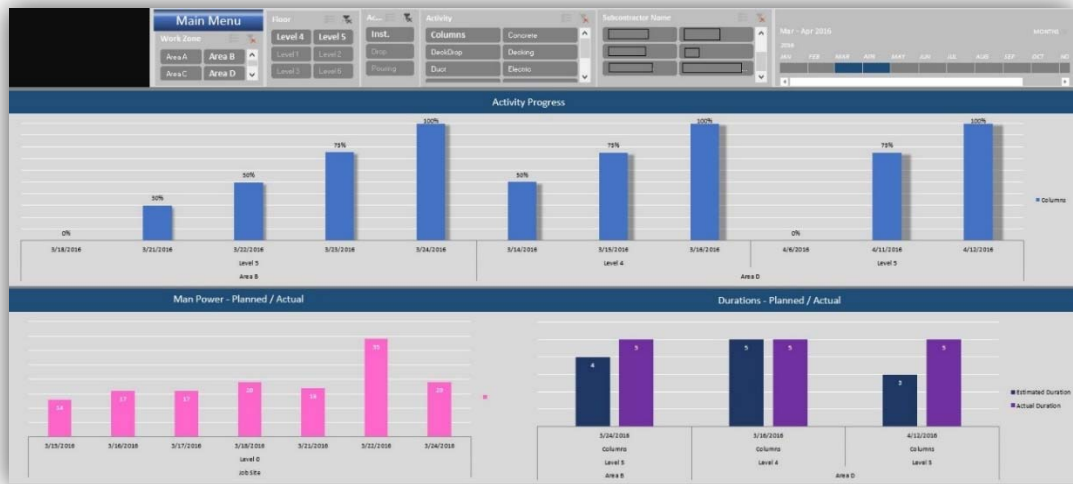 Main Menu
Work Zone
Area A Area B
Area C Area D
Floor
Level 4 Level 5
Level 1 Level 2
Level 3 Level 6
Ac...
Inst.
Prep
Activity
Columns Concrete
DeckDrop Decking
Duct Electric
Subcontractor Name
Mar - Apr 2016 MONTHS
2016
JAN FEB MAR APR MAY JUN JUL AUG SEP OCT NO
Activity Progress
0% 30% 50% 75% 100% 50% 75% 100% 0% 75% 100%
Columns
3/18/2016 3/21/2016 3/22/2016 3/23/2016 3/24/2016 3/14/2016 3/15/2016 3/16/2016 4/6/2016 4/11/2016 4/12/2016
Level 5 Level 4 Level 5
Area B Area D
Man Power - Planned / Actual
14 17 17 20 18 20
3/15/2016 3/16/2016 3/17/2016 3/18/2016 3/21/2016 3/22/2016 3/24/2016
Level 0
Job Site
Durations - Planned / Actual
4 5 5 5 3 5
Estimated Duration
Actual Duration
3/24/2016 3/16/2016 4/12/2016
Columns Columns Columns
Level 5 Level 4 Level 5
Area B Area D